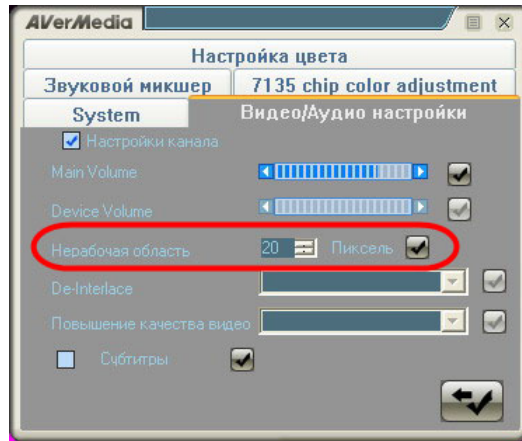 AVerMedia
Настройка цвета
Звуковой микшер 7135 chip color adjustment
System Видео/Аудио настройки
Настройки канала
Main Volume
Device Volume
Нерабочая область 20 Пиксель
De-Interlace
Повышение качества видео
Субтитры